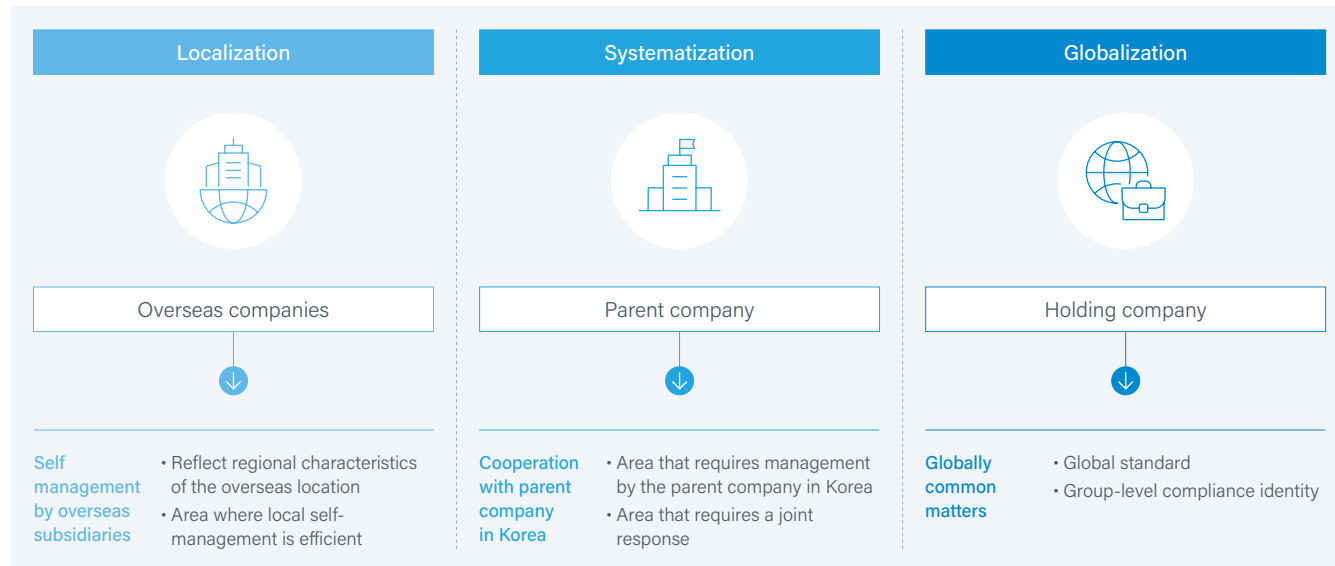 Localization
Overseas companies
Self
management
by overseas
subsidiaries
• Reflect regional characteristics
of the overseas location
• Area where local self-
management is efficient
Systematization
Parent company
Cooperation
with parent
company
in Korea
• Area that requires management
by the parent company in Korea
• Area that requires a joint
response
Globalization
Holding company
Globally
common
matters
• Global standard
• Group-level compliance identity